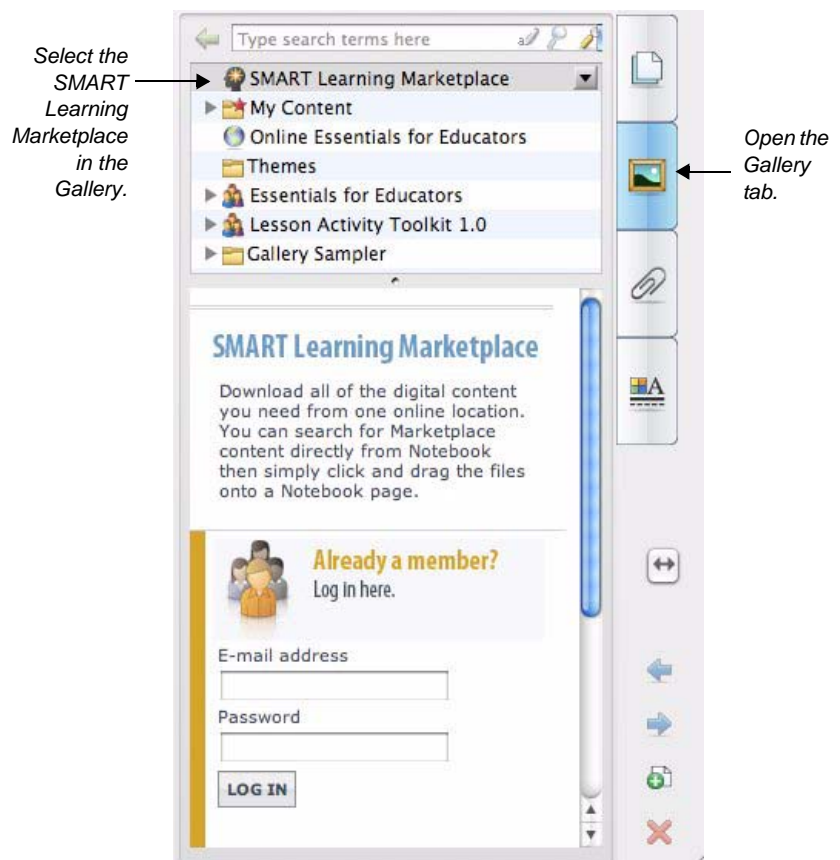 Type search terms here
Select the
SMART
Learning
Marketplace
in the
Gallery.
SMART Learning Marketplace
My Content
Online Essentials for Educators
Themes
Essentials for Educators
Lesson Activity Toolkit 1.0
Gallery Sampler
Open the
Gallery
tab.
A
SMART Learning Marketplace
Download all of the digital content
you need from one online location.
You can search for Marketplace
content directly from Notebook
then simply click and drag the files
onto a Notebook page.
Already a member?
Log in here.
E-mail address
Password
LOG IN